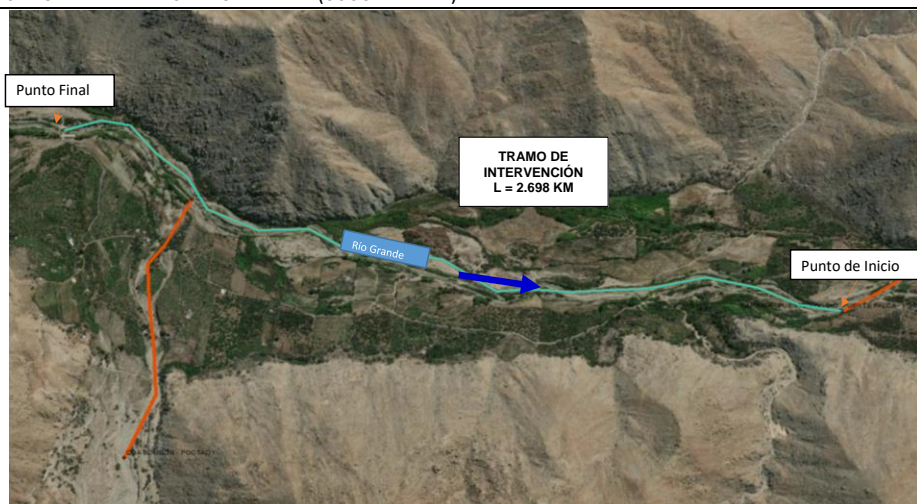 Punto Final
TRAMO DE
INTERVENCIÓN
L = 2.698 KM
Río Grande
Punto de Inicio